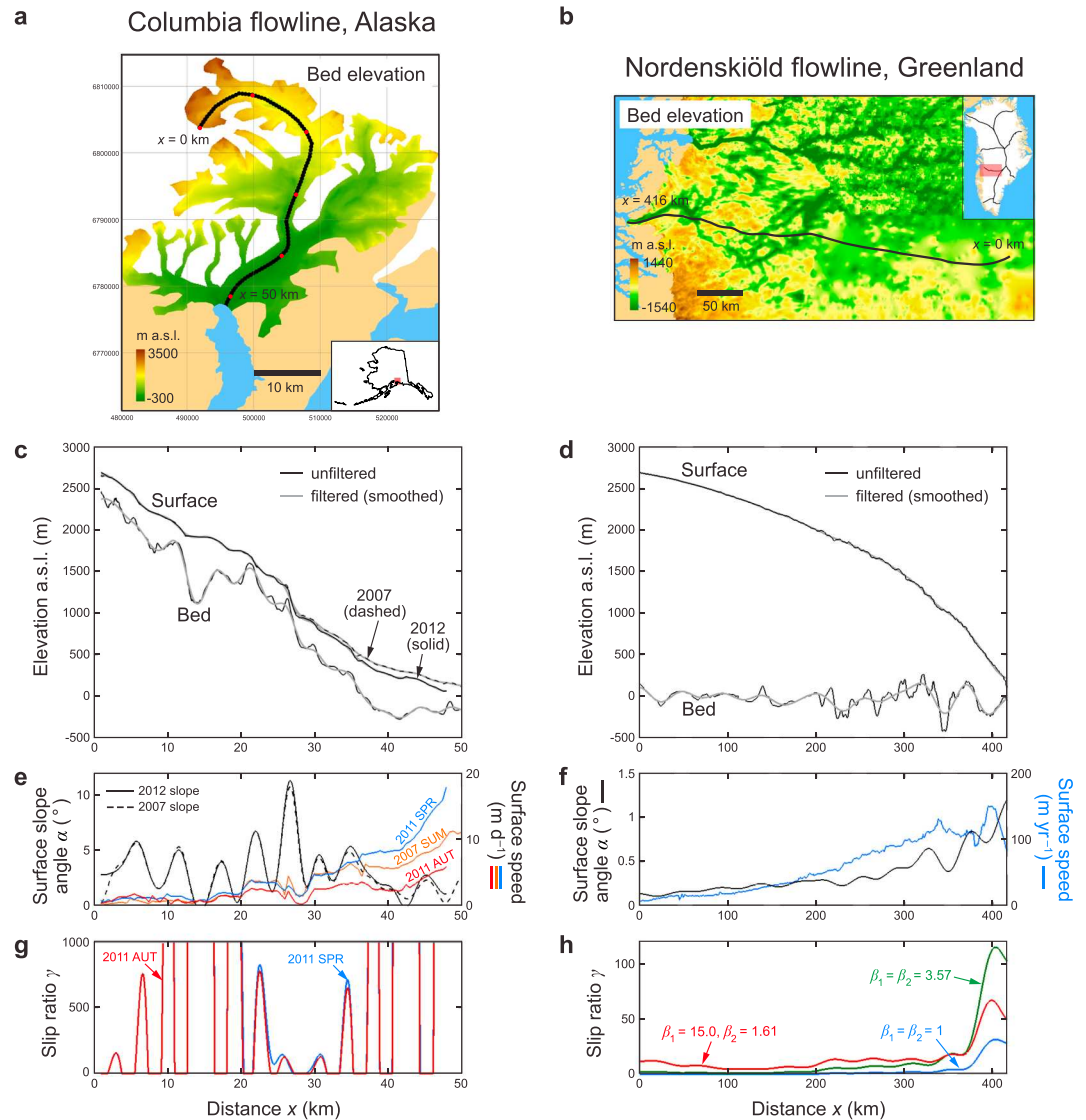 a
Columbia flowline, Alaska
Bed elevation
6810000
6800000
6790000
6780000
6770000
x = 0 km
x = 50 km
m a.s.l.
3500
-300
10 km
480000 490000 500000 510000 520000
b
Nordenskiöld flowline, Greenland
Bed elevation
x = 416 km
x = 0 km
m a.s.l.
1440
-1540
50 km
c
Elevation a.s.l. (m)
3000
2500
2000
1500
1000
500
0
-500
unfiltered
filtered (smoothed)
Surface
Bed
2007
(dashed)
2012
(solid)
0 10 20 30 40 50
d
Elevation a.s.l. (m)
3000
2500
2000
1500
1000
500
0
-500
Surface
unfiltered
filtered (smoothed)
Bed
0 100 200 300 400
e
Surface slope
angle α (°)
10
5
0
2012 slope
2007 slope
2011 SPR
2007 SUM
2011 AUT
20
10
0
Surface speed
(m d⁻¹)
0 10 20 30 40 50
f
Surface slope
angle α (°)
1.5
1
0.5
0
200
100
0
Surface speed
(m yr⁻¹)
0 100 200 300 400
g
Slip ratio γ
1000
500
0
2011 AUT
2011 SPR
0 10 20 30 40 50
Distance x (km)
h
Slip ratio γ
100
50
0
β₁ = β₂ = 3.57
β₁ = 15.0, β₂ = 1.61
β₁ = β₂ = 1
0 100 200 300 400
Distance x (km)